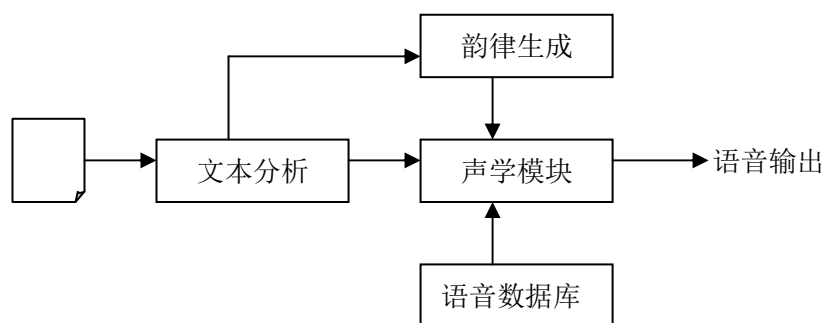 韵律生成
文本分析
声学模块
语音输出
语音数据库